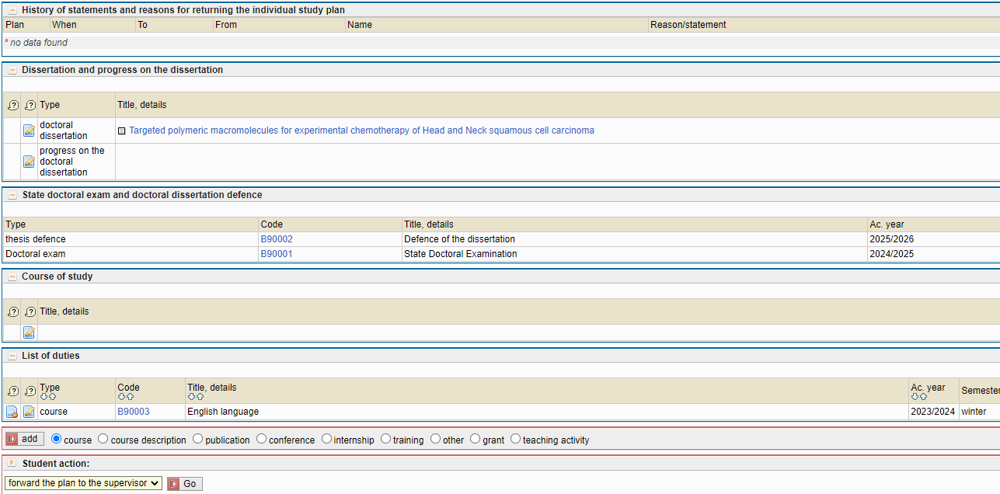 History of statements and reasons for returning the individual study plan
Plan When To From Name Reason/statement
* no data found
Dissertation and progress on the dissertation
? ? Type Title, details
doctoral
dissertation
Targeted polymeric macromolecules for experimental chemotherapy of Head and Neck squamous cell carcinoma
progress on the
doctoral
dissertation
State doctoral exam and doctoral dissertation defence
Type Code Title, details Ac. year
thesis defence B90002 Defence of the dissertation 2025/2026
Doctoral exam B90001 State Doctoral Examination 2024/2025
Course of study
? ? Title, details
List of duties
? ? Type Code Title, details Ac. year Semester
course B90003 English language 2023/2024 winter
add course course description publication conference internship training other grant teaching activity
Student action:
forward the plan to the supervisor Go